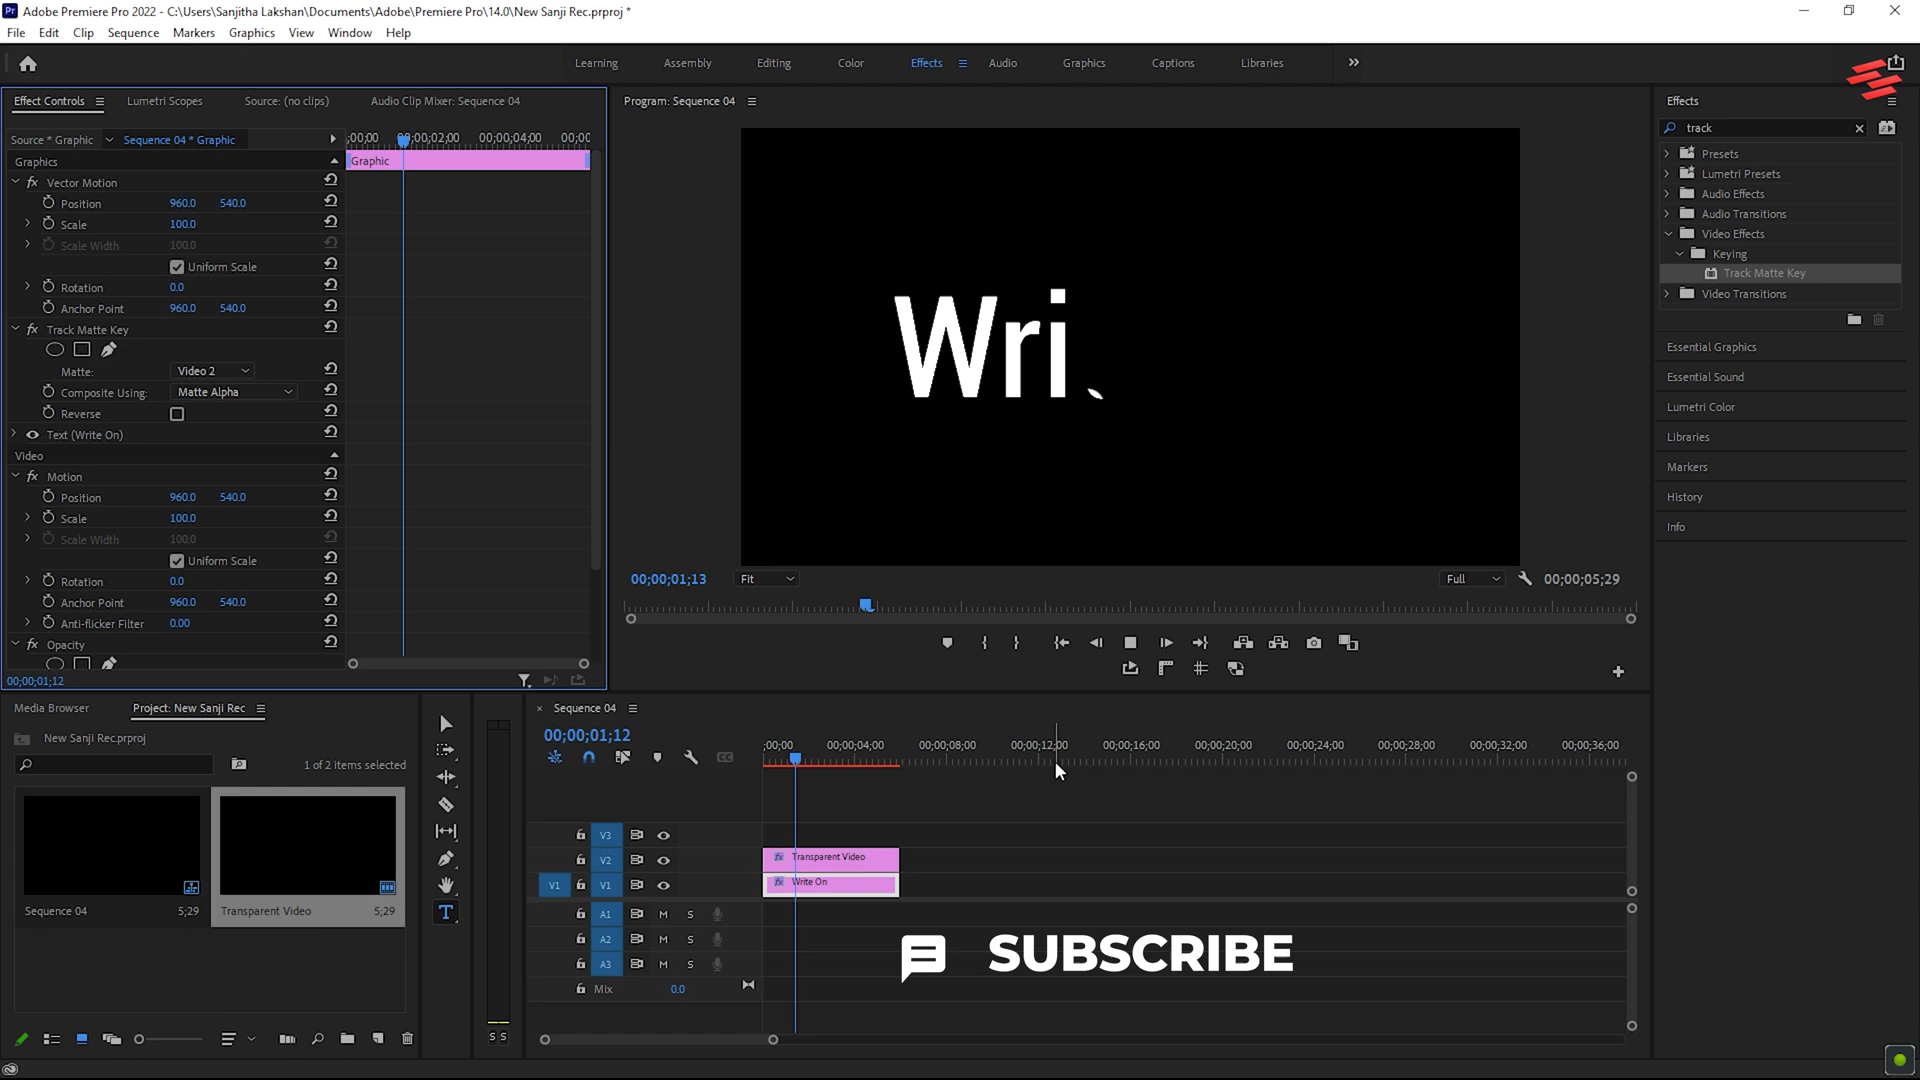 Pr Adobe Premiere Pro 2022 - C:\Users\Sanjitha Lakshan\Documents\Adobe\Premiere Pro\14.0\New Sanji Rec.prproj *
File Edit Clip Sequence Markers Graphics View Window Help
Learning Assembly Editing Color Effects Audio Graphics Captions Libraries
Effect Controls Lumetri Scopes Source: (no clips) Audio Clip Mixer: Sequence 04
Source * Graphic Sequence 04 * Graphic
;00;00 00;00;02;00 00;00;04;00 00;00
Graphics
Graphic
fx Vector Motion
Position 960.0 540.0
Scale 100.0
Scale Width 100.0
Uniform Scale
Rotation 0.0
Anchor Point 960.0 540.0
fx Track Matte Key
Matte: Video 2
Composite Using: Matte Alpha
Reverse
Text (Write On)
Video
fx Motion
Position 960.0 540.0
Scale 100.0
Scale Width 100.0
Uniform Scale
Rotation 0.0
Anchor Point 960.0 540.0
Anti-flicker Filter 0.00
fx Opacity
00;00;01;12
Program: Sequence 04
Wri
00;00;01;13 Fit Full 00;00;05;29
Effects
track
Presets
Lumetri Presets
Audio Effects
Audio Transitions
Video Effects
Keying
Track Matte Key
Video Transitions
Essential Graphics
Essential Sound
Lumetri Color
Libraries
Markers
History
Info
Media Browser Project: New Sanji Rec
New Sanji Rec.prproj
1 of 2 items selected
Sequence 04 5;29
Transparent Video 5;29
T
S S
× Sequence 04
00;00;01;12
;00;00 00;00;04;00 00;00;08;00 00;00;12;00 00;00;16;00 00;00;20;00 00;00;24;00 00;00;28;00 00;00;32;00 00;00;36;00
V3
V2
fx Transparent Video
V1 V1
fx Write On
A1 M S
A2 M S
A3 M S
Mix 0.0
SUBSCRIBE